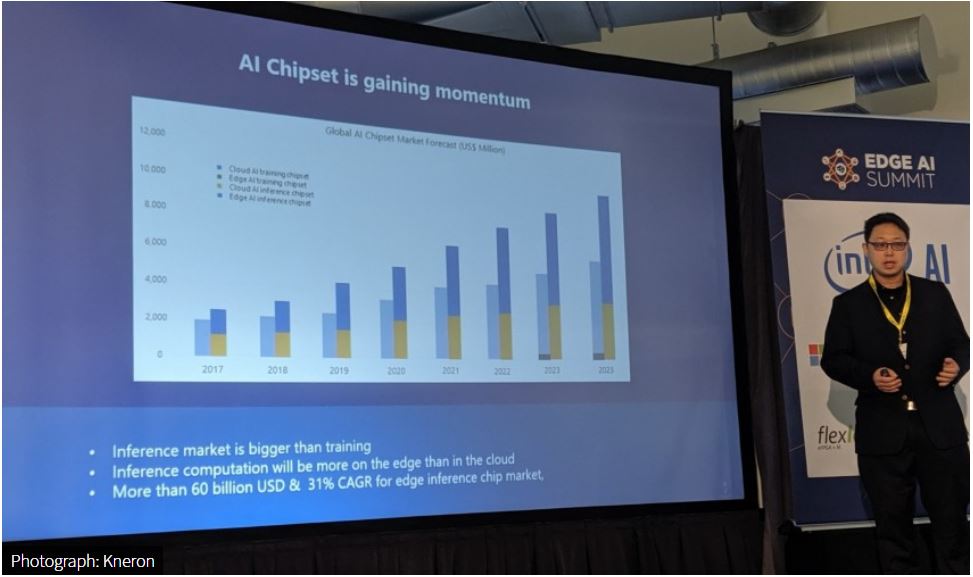 AI Chipset is gaining momentum
Global AI Chipset Market Forecast (US$ Million)
12,000
10,000
8,000
6,000
4,000
2,000
0
Cloud AI training chipset
Edge AI training chipset
Cloud AI inference chipset
Edge AI inference chipset
2017 2018 2019 2020 2021 2022 2023 2025
• Inference market is bigger than training
• Inference computation will be more on the edge than in the cloud
• More than 60 billion USD & 31% CAGR for edge inference chip market,
EDGE AI
SUMMIT
AI
Photograph: Kneron